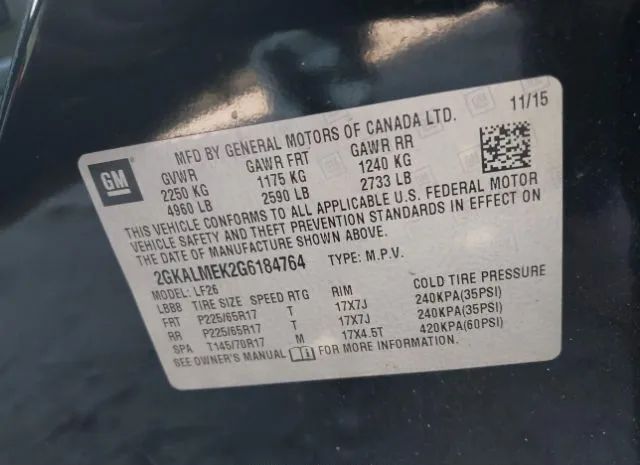 11/15
MFD BY GENERAL MOTORS OF CANADA LTD.
GM
GVWR GAWR FRT GAWR RR
2250 KG 1175 KG 1240 KG
4960 LB 2590 LB 2733 LB
THIS VEHICLE CONFORMS TO ALL APPLICABLE U.S. FEDERAL MOTOR
VEHICLE SAFETY AND THEFT PREVENTION STANDARDS IN EFFECT ON
THE DATE OF MANUFACTURE SHOWN ABOVE.
2GKALMEK2G6184764 TYPE: M.P.V.
MODEL: LF26
LBBB TIRE SIZE SPEED RTG RIM COLD TIRE PRESSURE
FRT P225/65R17 T 17X7J 240KPA(35PSI)
RR P225/65R17 T 17X7J 240KPA(35PSI)
SPA T145/70R17 M 17X4.5T 420KPA(60PSI)
SEE OWNER'S MANUAL FOR MORE INFORMATION.